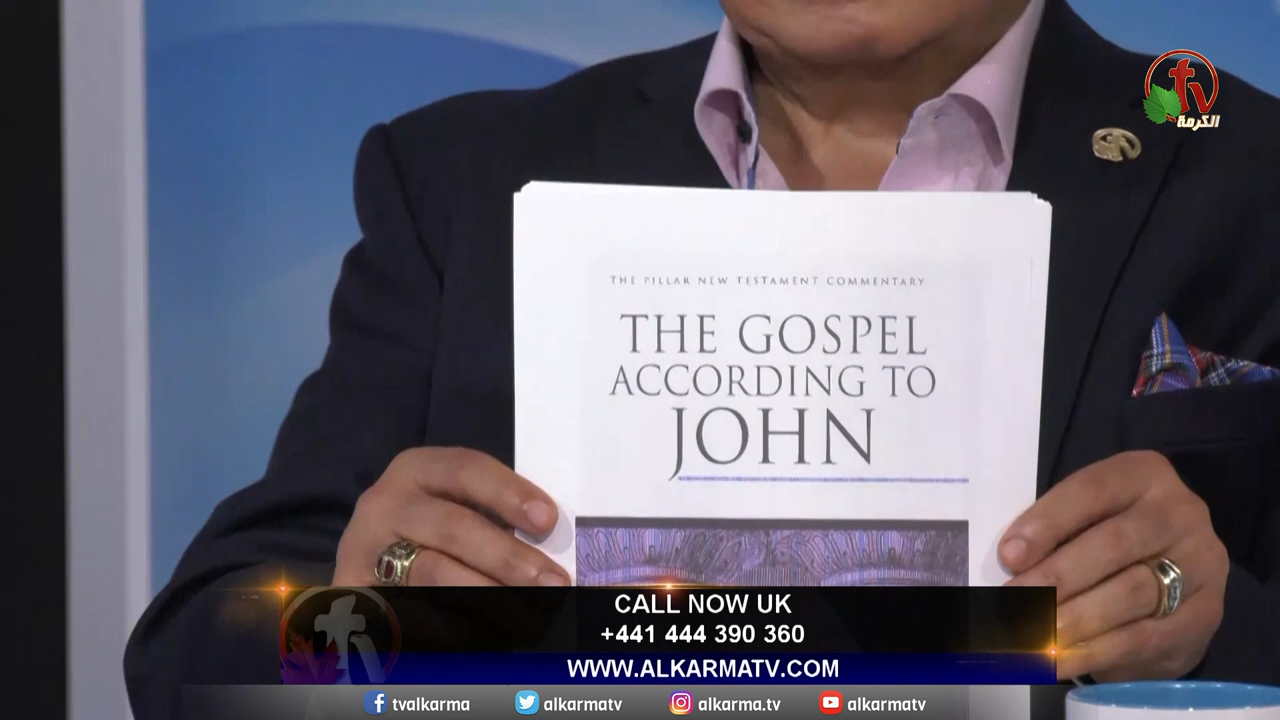 tv
الكرمة
THE PILLAR NEW TESTAMENT COMMENTARY
THE GOSPEL
ACCORDING TO
JOHN
CALL NOW UK
+441 444 390 360
WWW.ALKARMATV.COM
tvalkarma alkarmatv alkarma.tv alkarmatv